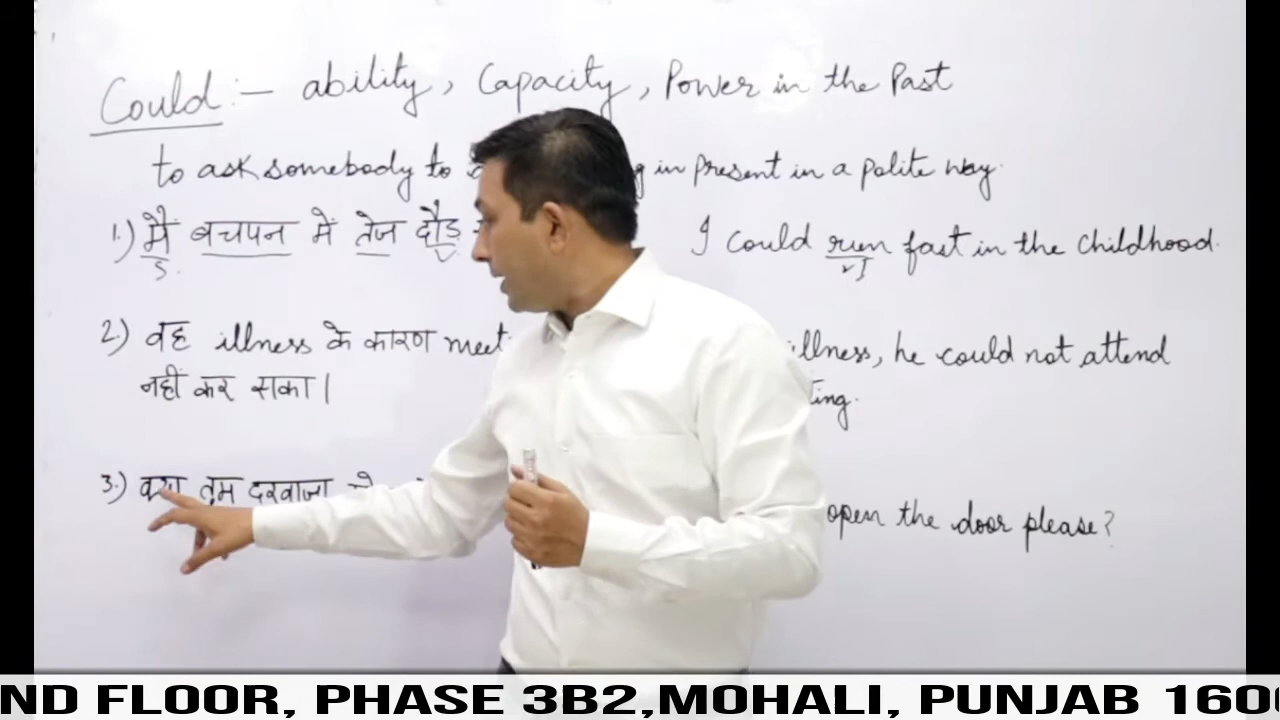 Could :- ability, Capacity, Power in the Past
to ask somebody to in present in a polite way.
1.) मैं बचपन में तेज दौड़ I could run fast in the childhood.
S. V VI
2.) वह illness के कारण meet illness, he could not attend
नहीं कर सका। ting.
3.) क्या तुम दरवाजा open the door please?
ND FLOOR, PHASE 3B2,MOHALI, PUNJAB 160